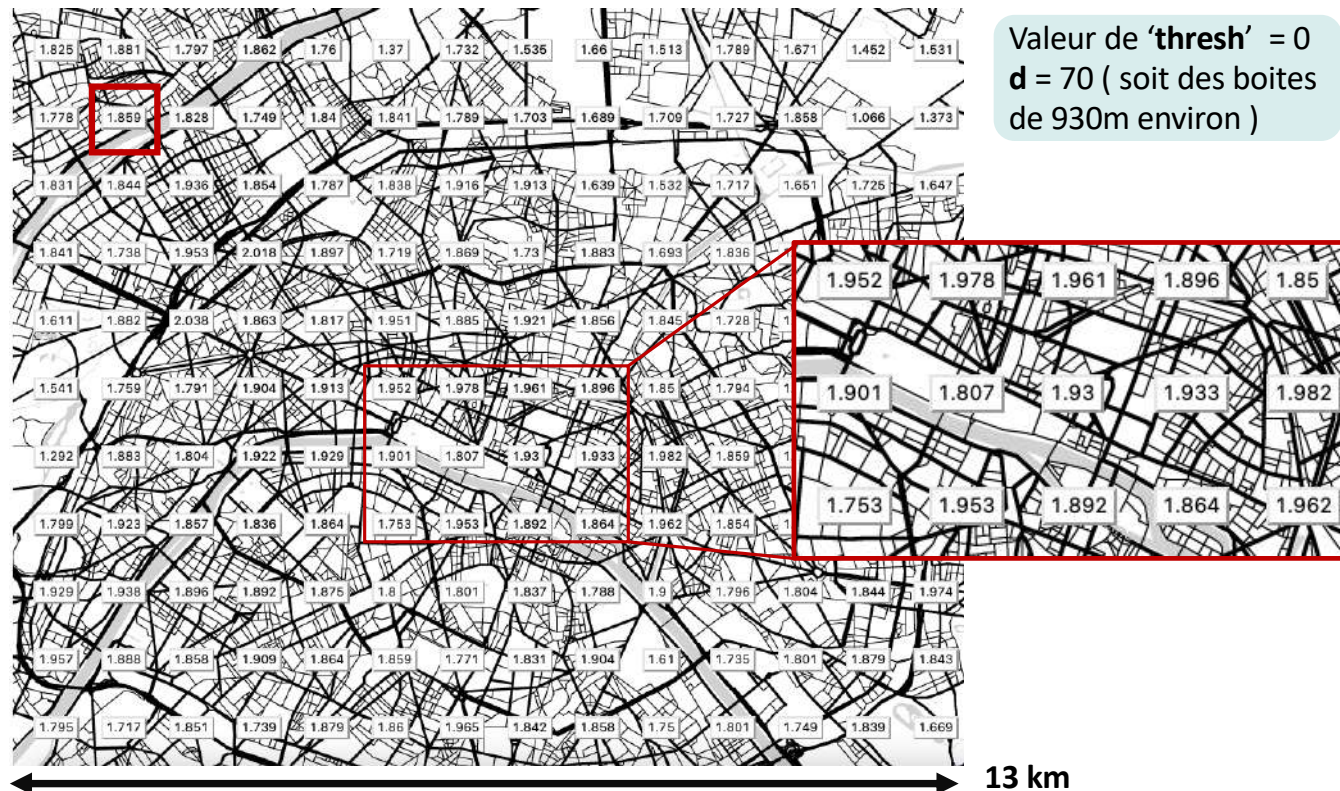 1.825 1.881 1.797 1.862 1.76 1.37 1.732 1.535 1.66 1.513 1.789 1.671 1.452 1.531
Valeur de ‘thresh’ = 0
d = 70 ( soit des boites
de 930m environ )
1.778 1.859 1.828 1.749 1.84 1.841 1.789 1.703 1.689 1.709 1.727 1.858 1.066 1.373
1.831 1.844 1.936 1.854 1.787 1.838 1.916 1.913 1.639 1.532 1.717 1.651 1.725 1.647
1.841 1.738 1.953 2.018 1.897 1.719 1.869 1.73 1.883 1.693 1.836
1.611 1.882 2.038 1.863 1.817 1.951 1.885 1.921 1.856 1.845 1.728
1.541 1.759 1.791 1.904 1.913 1.952 1.978 1.961 1.896 1.85 1.794
1.292 1.883 1.804 1.922 1.929 1.901 1.807 1.93 1.933 1.982 1.859
1.799 1.923 1.857 1.836 1.864 1.753 1.953 1.892 1.864 1.962 1.854
1.952 1.978 1.961 1.896 1.85
1.901 1.807 1.93 1.933 1.982
1.753 1.953 1.892 1.864 1.962
1.929 1.938 1.896 1.892 1.875 1.8 1.801 1.837 1.788 1.9 1.796 1.804 1.844 1.974
1.957 1.888 1.858 1.909 1.864 1.859 1.771 1.831 1.904 1.61 1.735 1.801 1.879 1.843
1.795 1.717 1.851 1.739 1.879 1.86 1.965 1.842 1.858 1.75 1.801 1.749 1.839 1.669
13 km